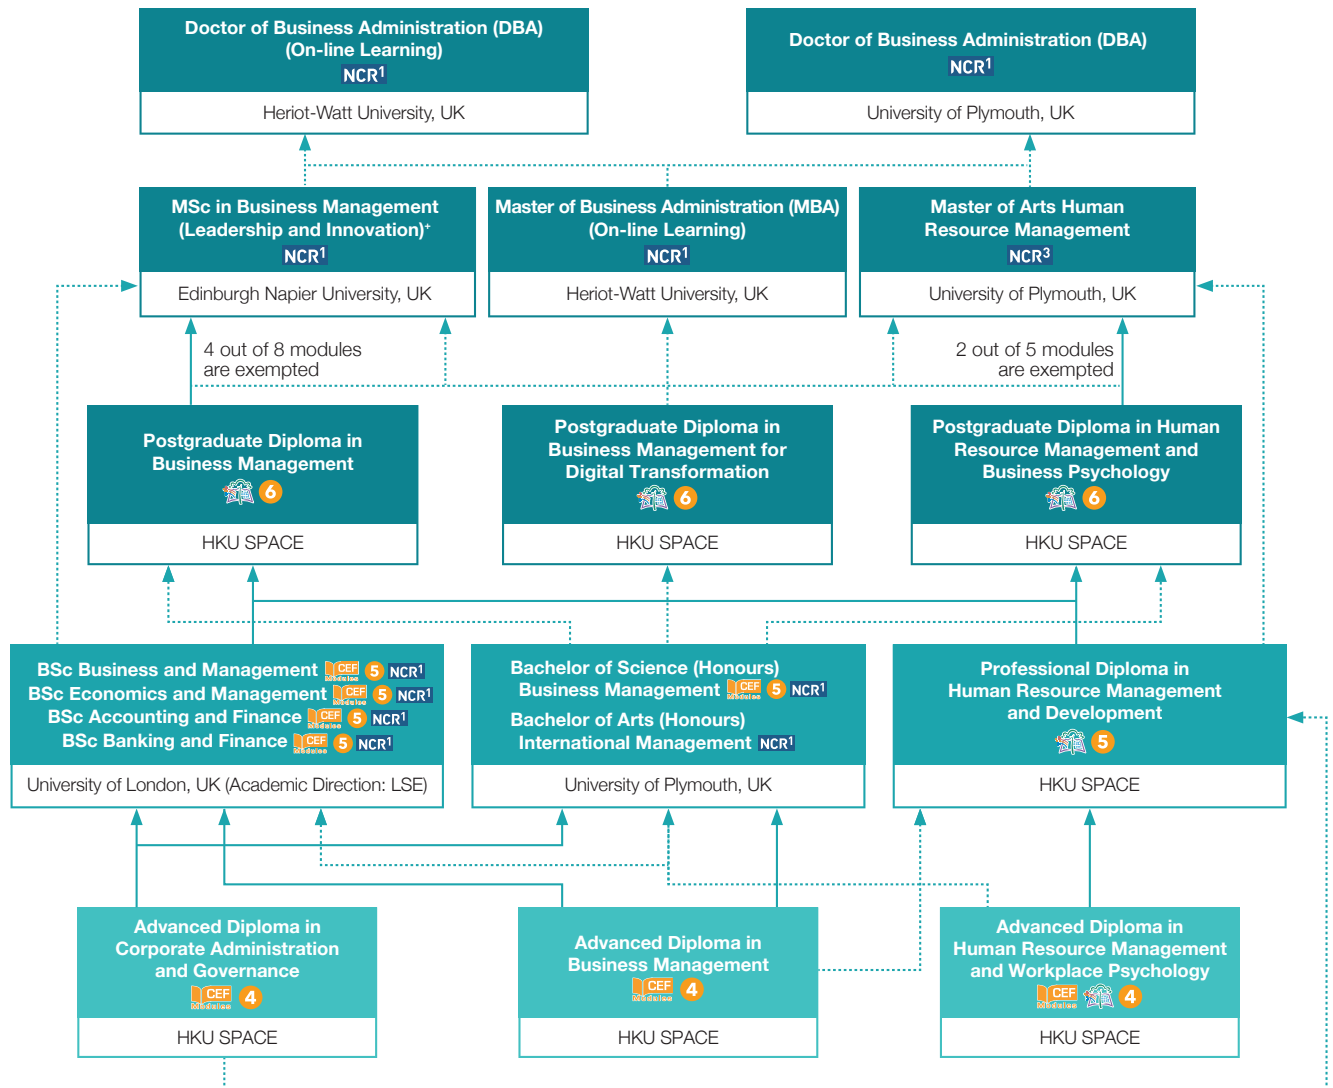 Doctor of Business Administration (DBA)
(On-line Learning)
NCR1
Heriot-Watt University, UK
Doctor of Business Administration (DBA)
NCR1
University of Plymouth, UK
MSc in Business Management
(Leadership and Innovation)+
NCR1
Edinburgh Napier University, UK
Master of Business Administration (MBA)
(On-line Learning)
NCR1
Heriot-Watt University, UK
Master of Arts Human
Resource Management
NCR3
University of Plymouth, UK
4 out of 8 modules
are exempted
2 out of 5 modules
are exempted
Postgraduate Diploma in
Business Management
6
HKU SPACE
Postgraduate Diploma in
Business Management for
Digital Transformation
6
HKU SPACE
Postgraduate Diploma in Human
Resource Management and
Business Psychology
6
HKU SPACE
BSc Business and Management CEF Modules 5 NCR1
BSc Economics and Management CEF Modules 5 NCR1
BSc Accounting and Finance CEF Modules 5 NCR1
BSc Banking and Finance CEF Modules 5 NCR1
University of London, UK (Academic Direction: LSE)
Bachelor of Science (Honours)
Business Management CEF Modules 5 NCR1
Bachelor of Arts (Honours)
International Management NCR1
University of Plymouth, UK
Professional Diploma in
Human Resource Management
and Development
5
HKU SPACE
Advanced Diploma in
Corporate Administration
and Governance
CEF Modules 4
HKU SPACE
Advanced Diploma in
Business Management
CEF Modules 4
HKU SPACE
Advanced Diploma in
Human Resource Management
and Workplace Psychology
CEF Modules 4
HKU SPACE